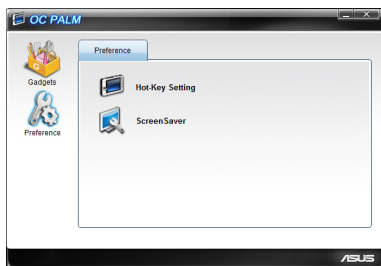 OC PALM
Gadgets
Preference
Preference
Hot-Key Setting
ScreenSaver
ASUS